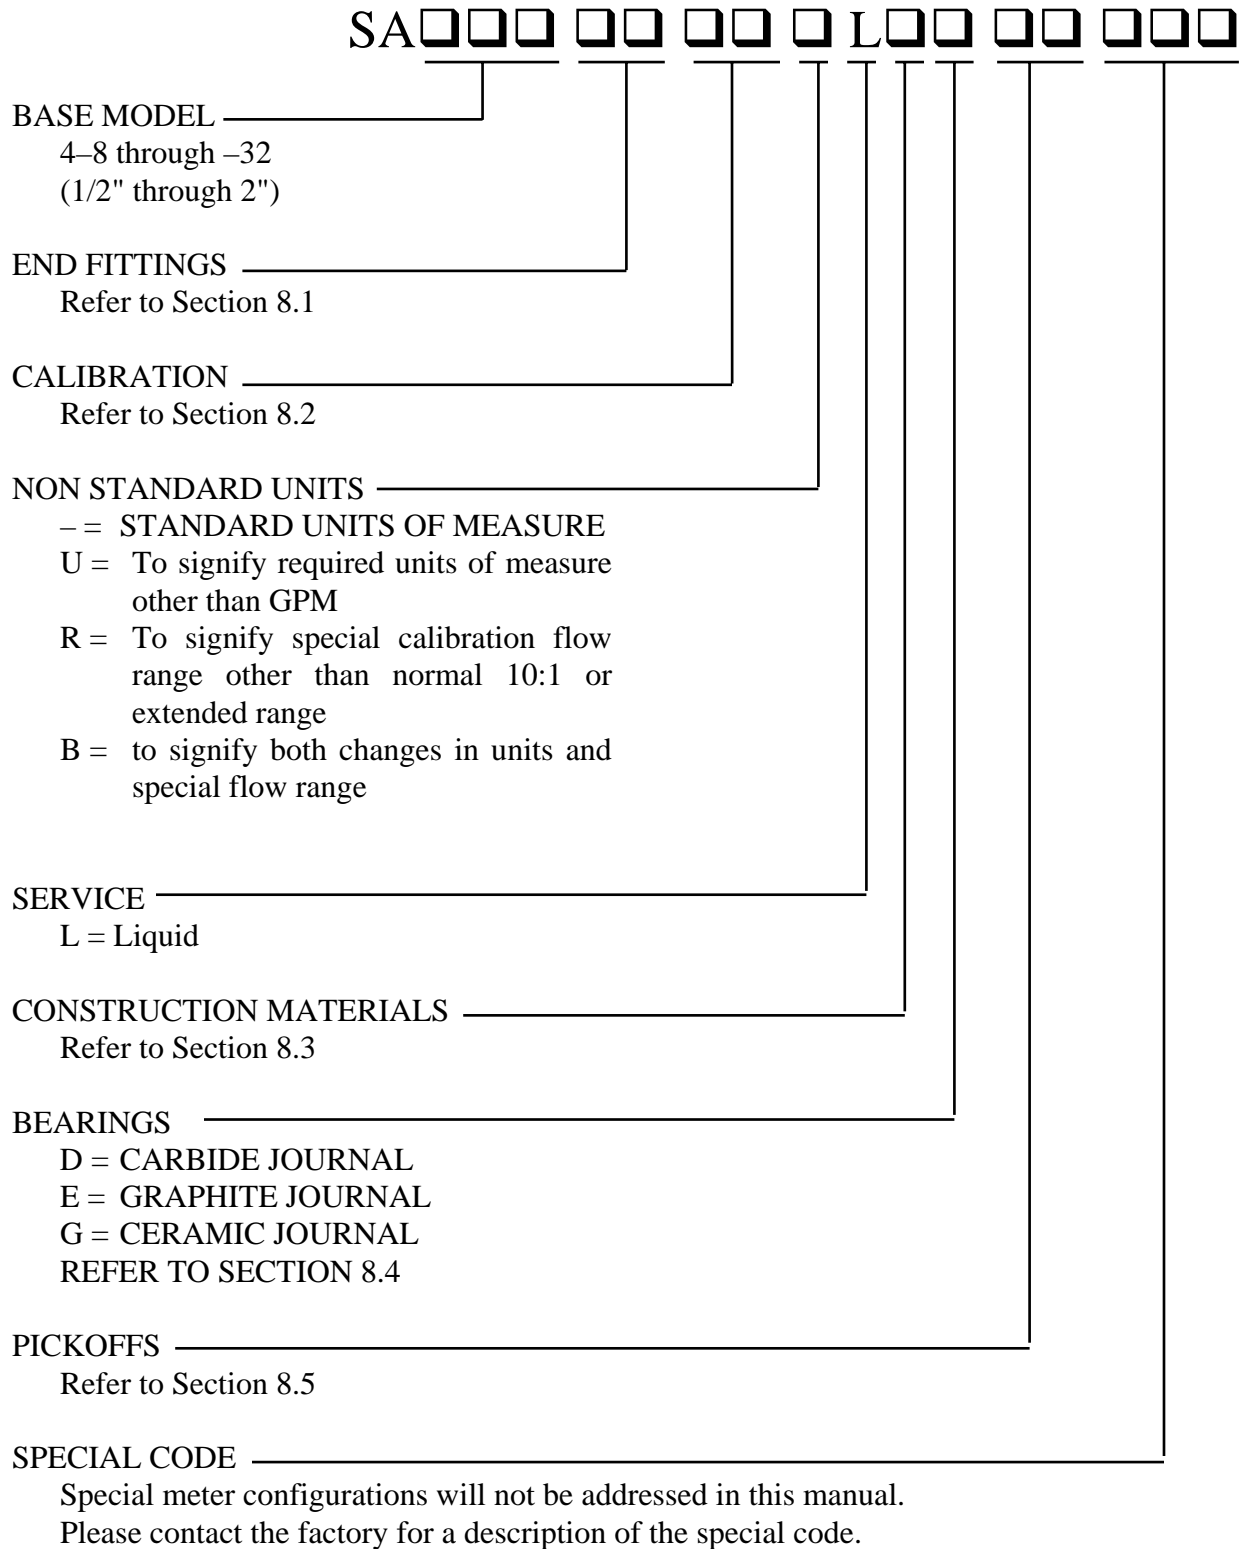 SA❑❑❑ ❑❑ ❑❑ ❑ L❑❑ ❑❑ ❑❑❑
BASE MODEL
4–8 through –32
(1/2" through 2")
END FITTINGS
Refer to Section 8.1
CALIBRATION
Refer to Section 8.2
NON STANDARD UNITS
– = STANDARD UNITS OF MEASURE
U = To signify required units of measure
other than GPM
R = To signify special calibration flow
range other than normal 10:1 or
extended range
B = to signify both changes in units and
special flow range
SERVICE
L = Liquid
CONSTRUCTION MATERIALS
Refer to Section 8.3
BEARINGS
D = CARBIDE JOURNAL
E = GRAPHITE JOURNAL
G = CERAMIC JOURNAL
REFER TO SECTION 8.4
PICKOFFS
Refer to Section 8.5
SPECIAL CODE
Special meter configurations will not be addressed in this manual.
Please contact the factory for a description of the special code.